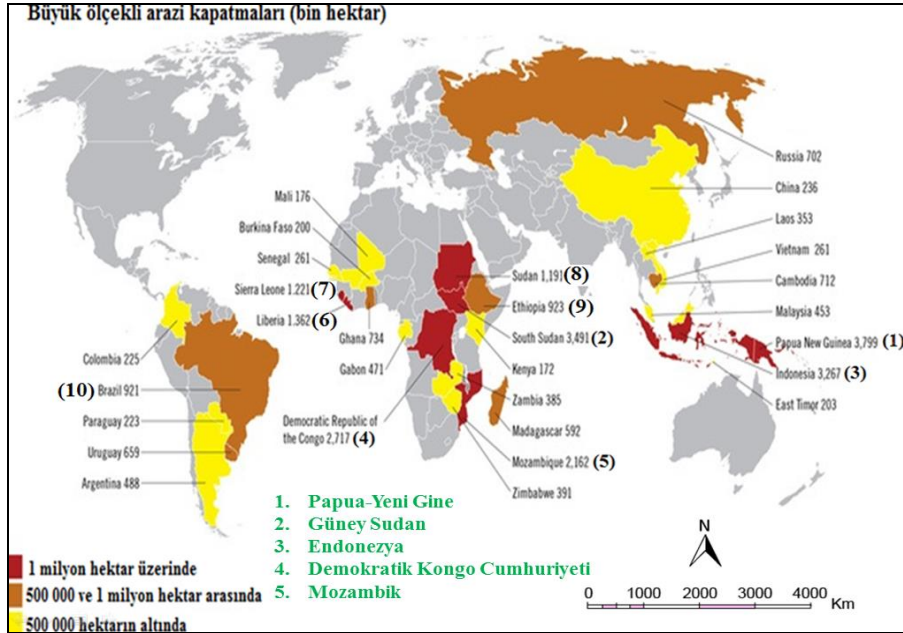 Büyük ölçekli arazi kapatmaları (bin hektar)
Russia 702
China 236
Laos 353
Vietnam 261
Cambodia 712
Malaysia 453
Papua New Guinea 3,799 (1)
Indonesia 3,267 (3)
East Timor 203
Mali 176
Burkina Faso 200
Senegal 261
Sierra Leone 1.221 (7)
Liberia 1.362 (6)
Ghana 734
Gabon 471
Democratic Republic of
the Congo 2,717 (4)
Sudan 1,191 (8)
Ethiopia 923 (9)
South Sudan 3,491 (2)
Kenya 172
Zambia 385
Madagascar 592
Mozambique 2,162 (5)
Zimbabwe 391
Colombia 225
(10) Brazil 921
Paraguay 223
Uruguay 659
Argentina 488
1. Papua-Yeni Gine
2. Güney Sudan
3. Endonezya
4. Demokratik Kongo Cumhuriyeti
5. Mozambik
1 milyon hektar üzerinde
500 000 ve 1 milyon hektar arasında
500 000 hektarın altında
N
0 1000 2000 3000 4000
Km